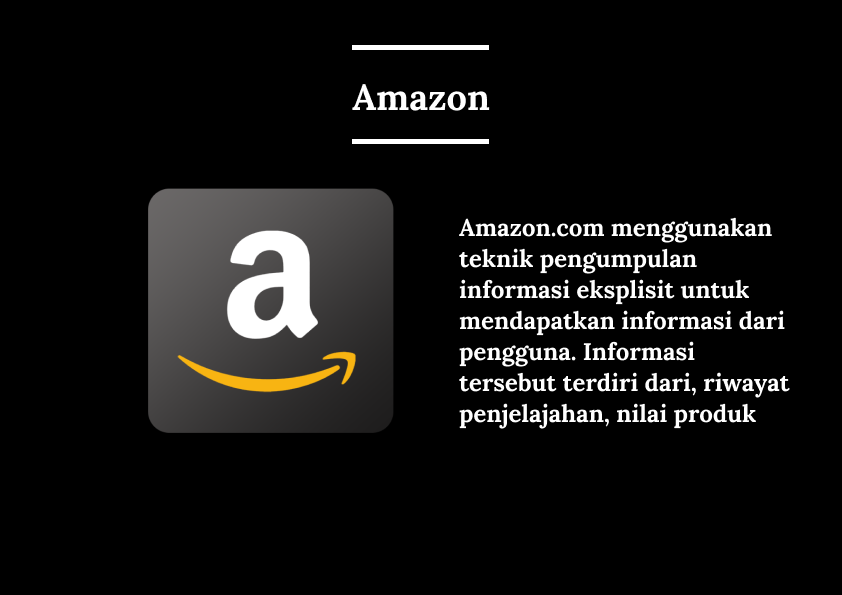 Amazon
a
Amazon.com menggunakan
teknik pengumpulan
informasi eksplisit untuk
mendapatkan informasi dari
pengguna. Informasi
tersebut terdiri dari, riwayat
penjelajahan, nilai produk